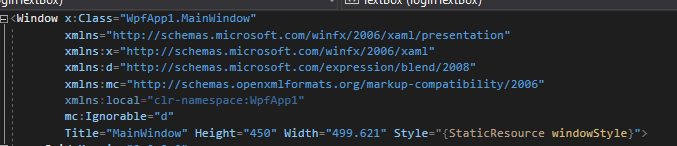 TextBox (loginTextBox)
<Window x:Class="WpfApp1.MainWindow"
xmlns="http://schemas.microsoft.com/winfx/2006/xaml/presentation"
xmlns:x="http://schemas.microsoft.com/winfx/2006/xaml"
xmlns:d="http://schemas.microsoft.com/expression/blend/2008"
xmlns:mc="http://schemas.openxmlformats.org/markup-compatibility/2006"
xmlns:local="clr-namespace:WpfApp1"
mc:Ignorable="d"
Title="MainWindow" Height="450" Width="499.621" Style="{StaticResource windowStyle}">